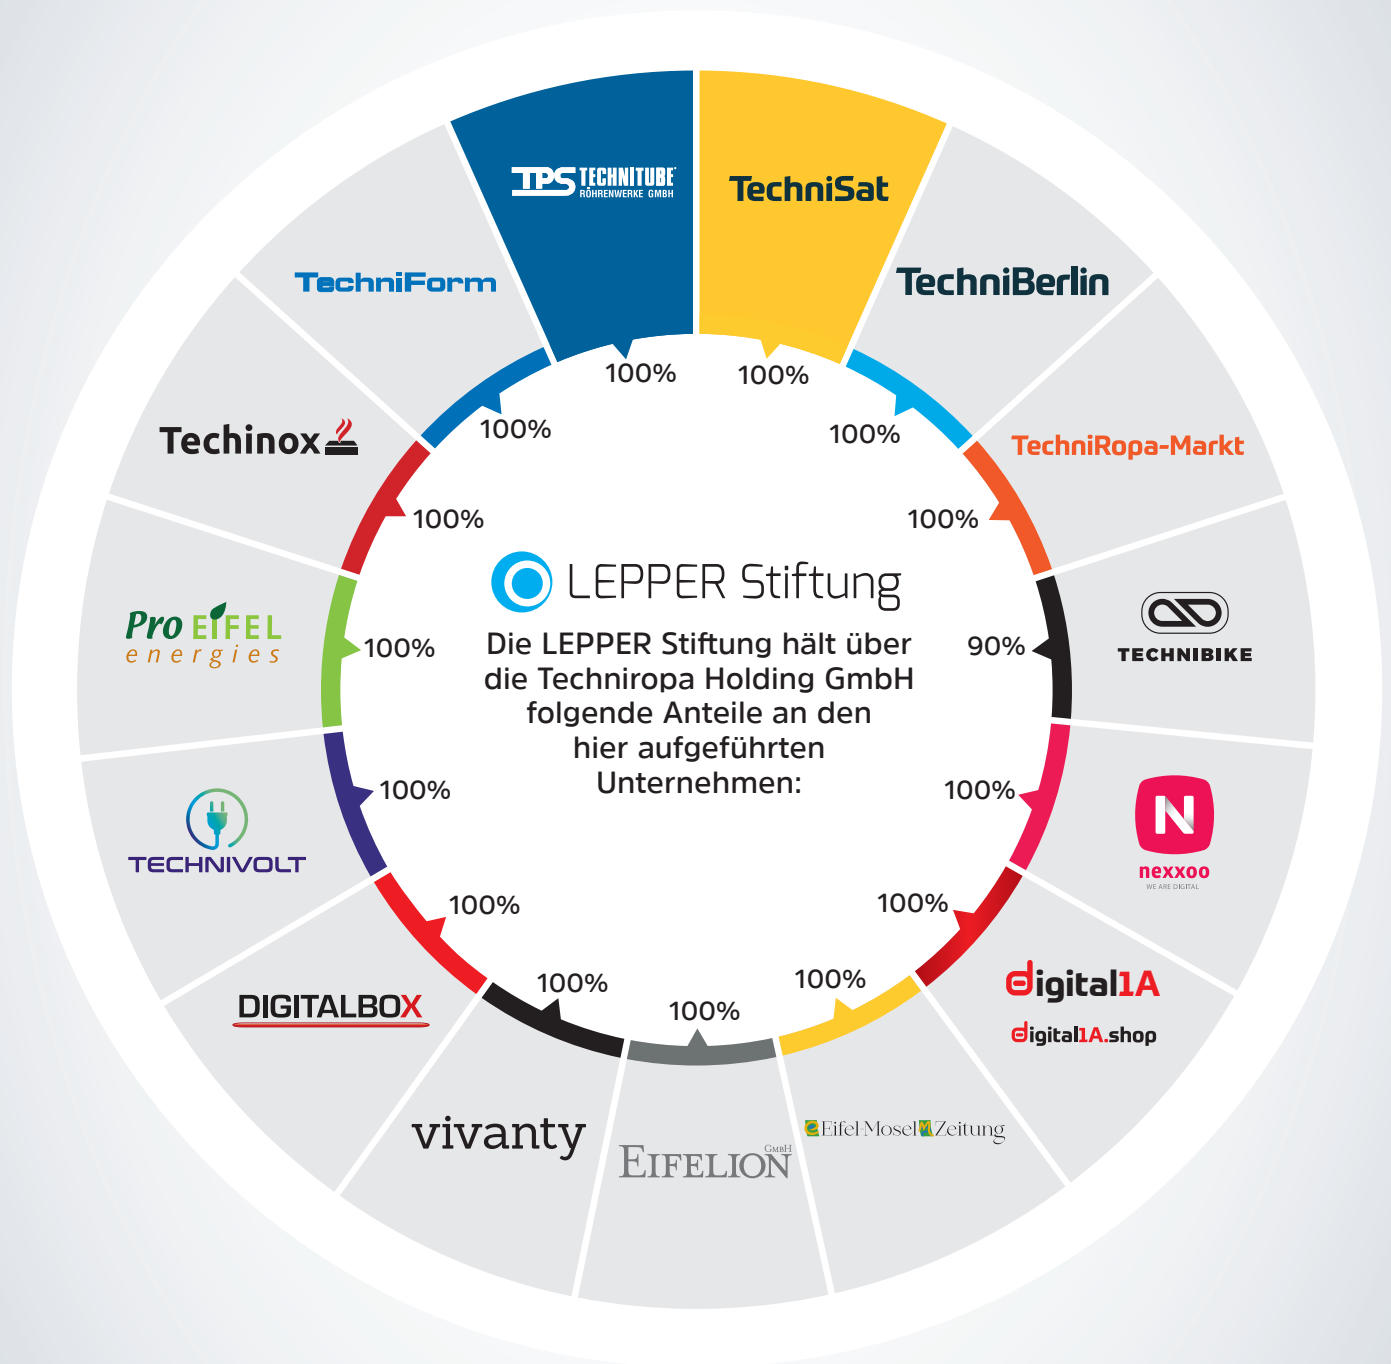 TPS TECHNITUBE
RÖHRENWERKE GMBH
100%
TechniSat
100%
TechniBerlin
100%
TechniRopa-Markt
100%
TECHNIBIKE
90%
N
nexxoo
WE ARE DIGITAL
100%
digital1A
digital1A.shop
100%
Eifel-Mosel Zeitung
100%
EIFELION GMBH
100%
vivanty
100%
DIGITALBOX
100%
TECHNIVOLT
100%
Pro EIFEL
energies
100%
Techinox
100%
TechniForm
100%
LEPPER Stiftung
Die LEPPER Stiftung hält über
die Techniropa Holding GmbH
folgende Anteile an den
hier aufgeführten
Unternehmen: